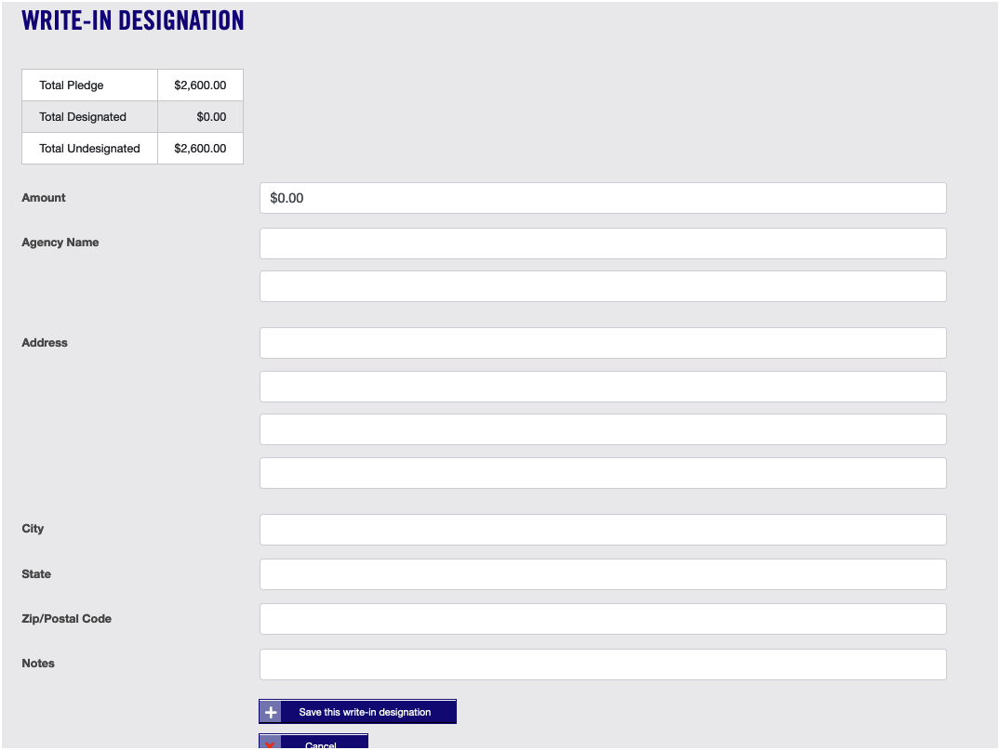 WRITE-IN DESIGNATION
Total Pledge $2,600.00
Total Designated $0.00
Total Undesignated $2,600.00
Amount $0.00
Agency Name
Address
City
State
Zip/Postal Code
Notes
Save this write-in designation
Cancel